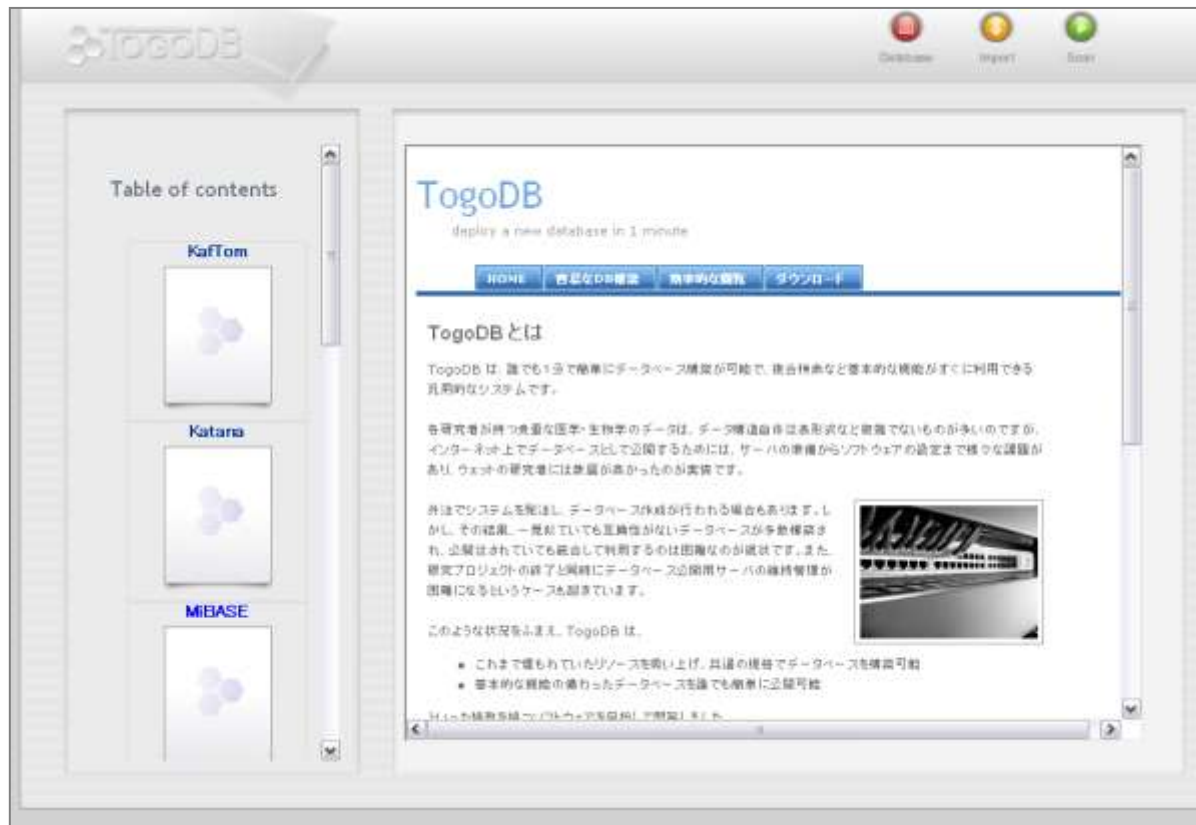 TOGODB
Database
Import
Table of contents
KafTom
Katana
MiBASE
TogoDB
deploy a new database in 1 minute
HOME
ダウンロード
TogoDB とは
TogoDB は、誰でも1分で簡単にデータベース構築が可能で、複合検索など基本的な機能がすぐに利用できる
汎用的なシステムです。
各研究者が持つ貴重な医学・生物学のデータは、データ構造自体は表形式など複雑でないものが多いのですが、
インターネット上でデータベースとして公開するためには、サーバの準備からソフトウェアの設定まで様々な課題が
あり、ウェットの研究者には敷居が高かったのが実情です。
外注でシステムを発注し、データベース作成が行われる場合もあります。し
かし、その結果、一見似ていても互換性がないデータベースが多数構築さ
れ、公開はされていても統合して利用するのは困難なのが現状です。また、
研究プロジェクトの終了と同時にデータベース公開用サーバの維持管理が
困難になるというケースも起きています。
このような状況をふまえ、TogoDB は、
これまで埋もれていたリソースを吸い上げ、共通の規格でデータベースを構築可能
基本的な機能の備わったデータベースを誰でも簡単に公開可能